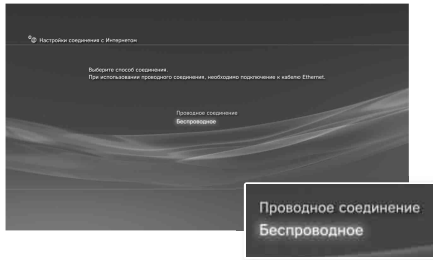 Настройки соединения с Интернетом
Выберите способ соединения.
При использовании проводного соединения, необходимо подключение к кабелю Ethernet.
Проводное соединение
Беспроводное
Проводное соединение
Беспроводное